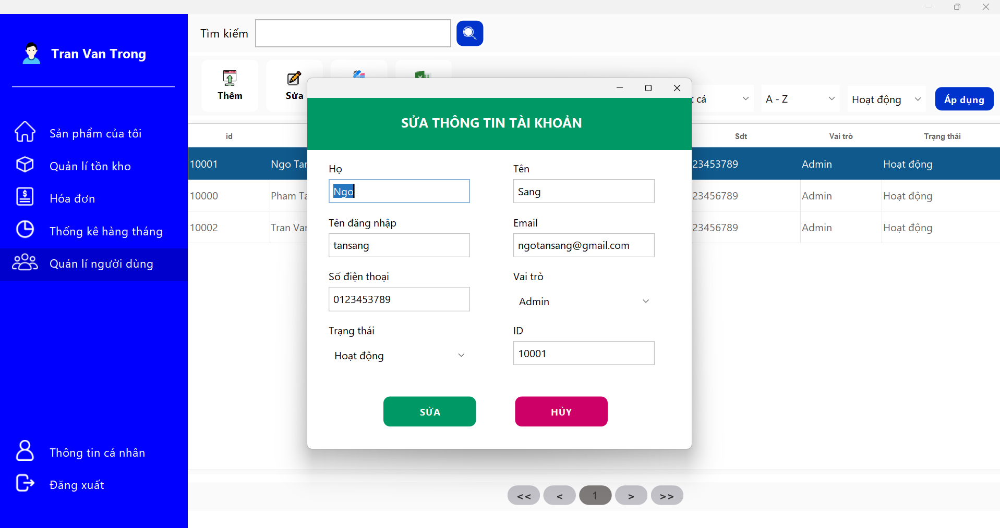 Tìm kiếm
Tran Van Trong
Thêm
Sửa
cả
A - Z
Hoạt động
Áp dụng
Sản phẩm của tôi
Quản lí tồn kho
Hóa đơn
Thống kê hàng tháng
Quản lí người dùng
Thông tin cá nhân
Đăng xuất
id
Sđt
Vai trò
Trạng thái
10001
Ngo
23453789
Admin
Hoạt động
10000
Pham
23456789
Admin
Hoạt động
10002
Tran
23456789
Admin
Hoạt động
SỬA THÔNG TIN TÀI KHOẢN
Họ
Tên
Ngo
Sang
Tên đăng nhập
Email
tansang
ngotansang@gmail.com
Số điện thoại
Vai trò
0123453789
Admin
Trạng thái
ID
Hoạt động
10001
SỬA
HỦY
<< < 1 > >>